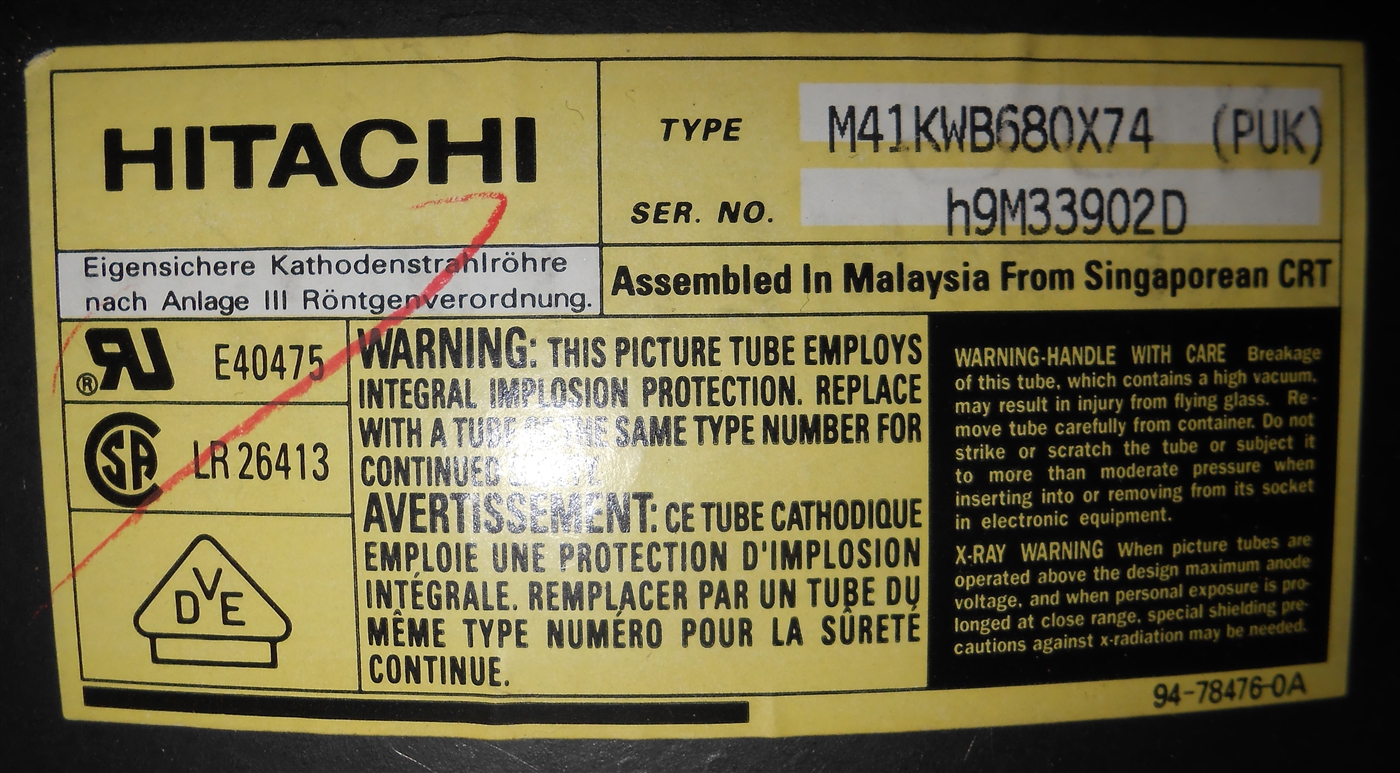 HITACHI
TYPE M41KWB680X74 (PUK)
SER. NO. h9M33902D
Eigensichere Kathodenstrahlröhre
nach Anlage III Röntgenverordnung.
Assembled In Malaysia From Singaporean CRT
® RU E40475
CSA LR 26413
VDE
WARNING: THIS PICTURE TUBE EMPLOYS
INTEGRAL IMPLOSION PROTECTION. REPLACE
WITH A TUBE OF THE SAME TYPE NUMBER FOR
CONTINUED
AVERTISSEMENT: CE TUBE CATHODIQUE
EMPLOIE UNE PROTECTION D'IMPLOSION
INTÉGRALE. REMPLACER PAR UN TUBE DU
MÊME TYPE NUMÉRO POUR LA SÛRETÉ
CONTINUE.
WARNING-HANDLE WITH CARE Breakage
of this tube, which contains a high vacuum,
may result in injury from flying glass. Re-
move tube carefully from container. Do not
strike or scratch the tube or subject it
to more than moderate pressure when
inserting into or removing from its socket
in electronic equipment.
X-RAY WARNING When picture tubes are
operated above the design maximum anode
voltage, and when personal exposure is pro-
longed at close range, special shielding pre-
cautions against x-radiation may be needed.
94-78476-0A